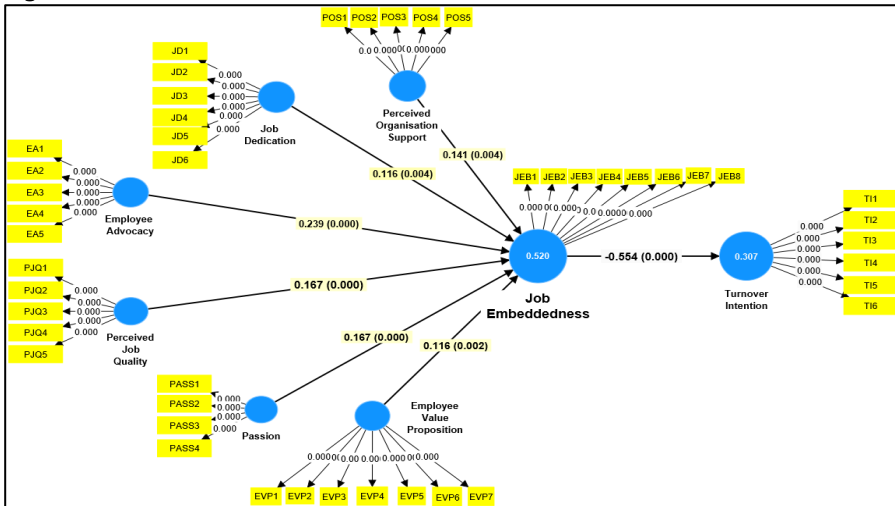 POS1 POS2 POS3 POS4 POS5
0.000
Perceived
Organisation
Support
JD1
JD2
JD3
JD4
JD5
JD6
0.000
0.000
0.000
0.000
0.000
Job
Dedication
EA1
EA2
EA3
EA4
EA5
0.000
0.000
0.000
0.000
0.000
Employee
Advocacy
PJQ1
PJQ2
PJQ3
PJQ4
PJQ5
0.000
0.000
0.000
0.000
0.000
Perceived
Job
Quality
PASS1
PASS2
PASS3
PASS4
0.000
0.000
0.000
0.000
Passion
Employee
Value
Proposition
0.000
EVP1 EVP2 EVP3 EVP4 EVP5 EVP6 EVP7
0.141 (0.004)
0.116 (0.004)
0.239 (0.000)
0.167 (0.000)
0.167 (0.000)
0.116 (0.002)
JEB1 JEB2 JEB3 JEB4 JEB5 JEB6 JEB7 JEB8
0.520
Job
Embeddedness
-0.554 (0.000)
0.307
Turnover
Intention
TI1
TI2
TI3
TI4
TI5
TI6
0.000
0.000
0.000
0.000
0.000
0.000